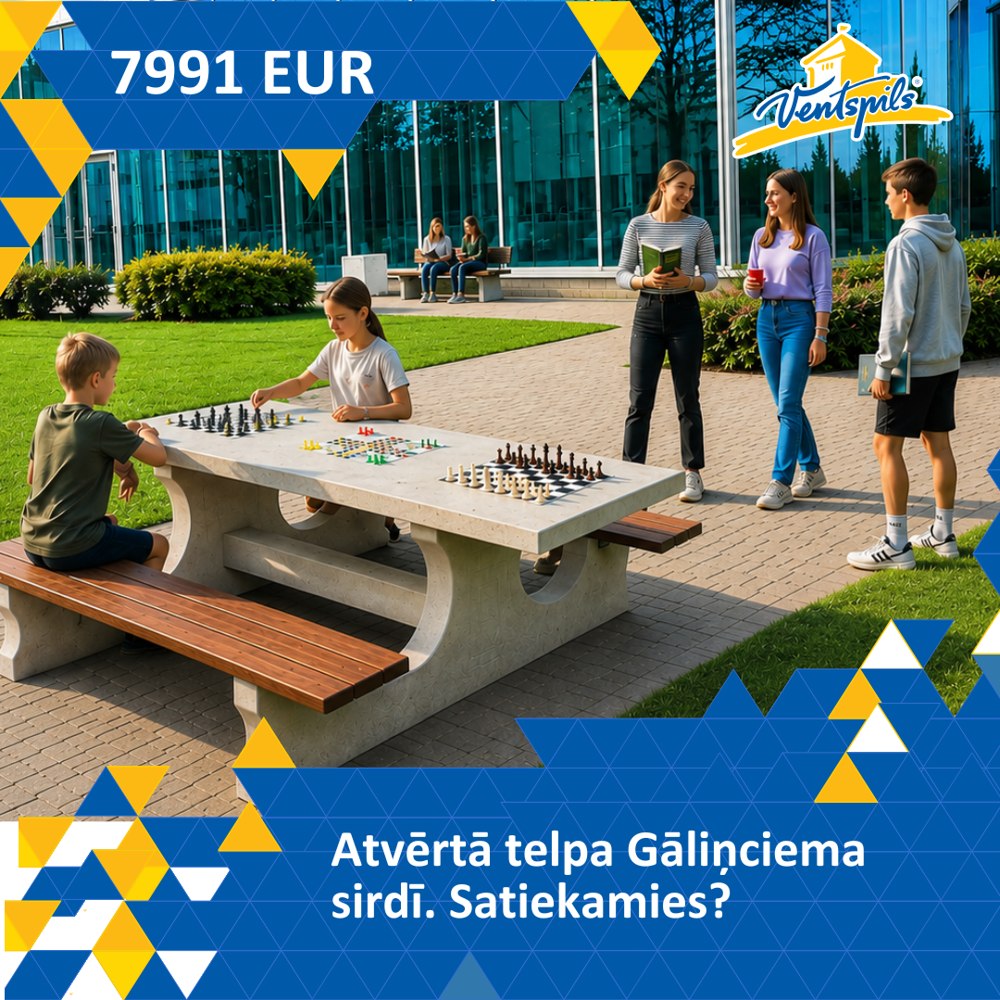 7991 EUR
Ventspils®
Atvērtā telpa Gāliņciema
sirdī. Satiekamies?